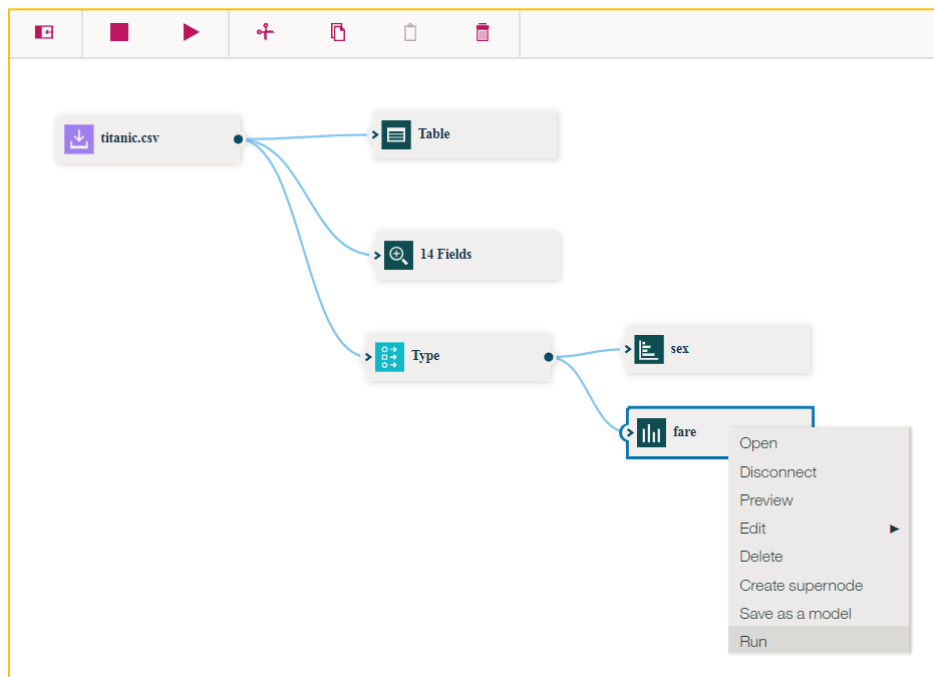 titanic.csv
Table
14 Fields
Type
sex
fare
Open
Disconnect
Preview
Edit
Delete
Create supernode
Save as a model
Run